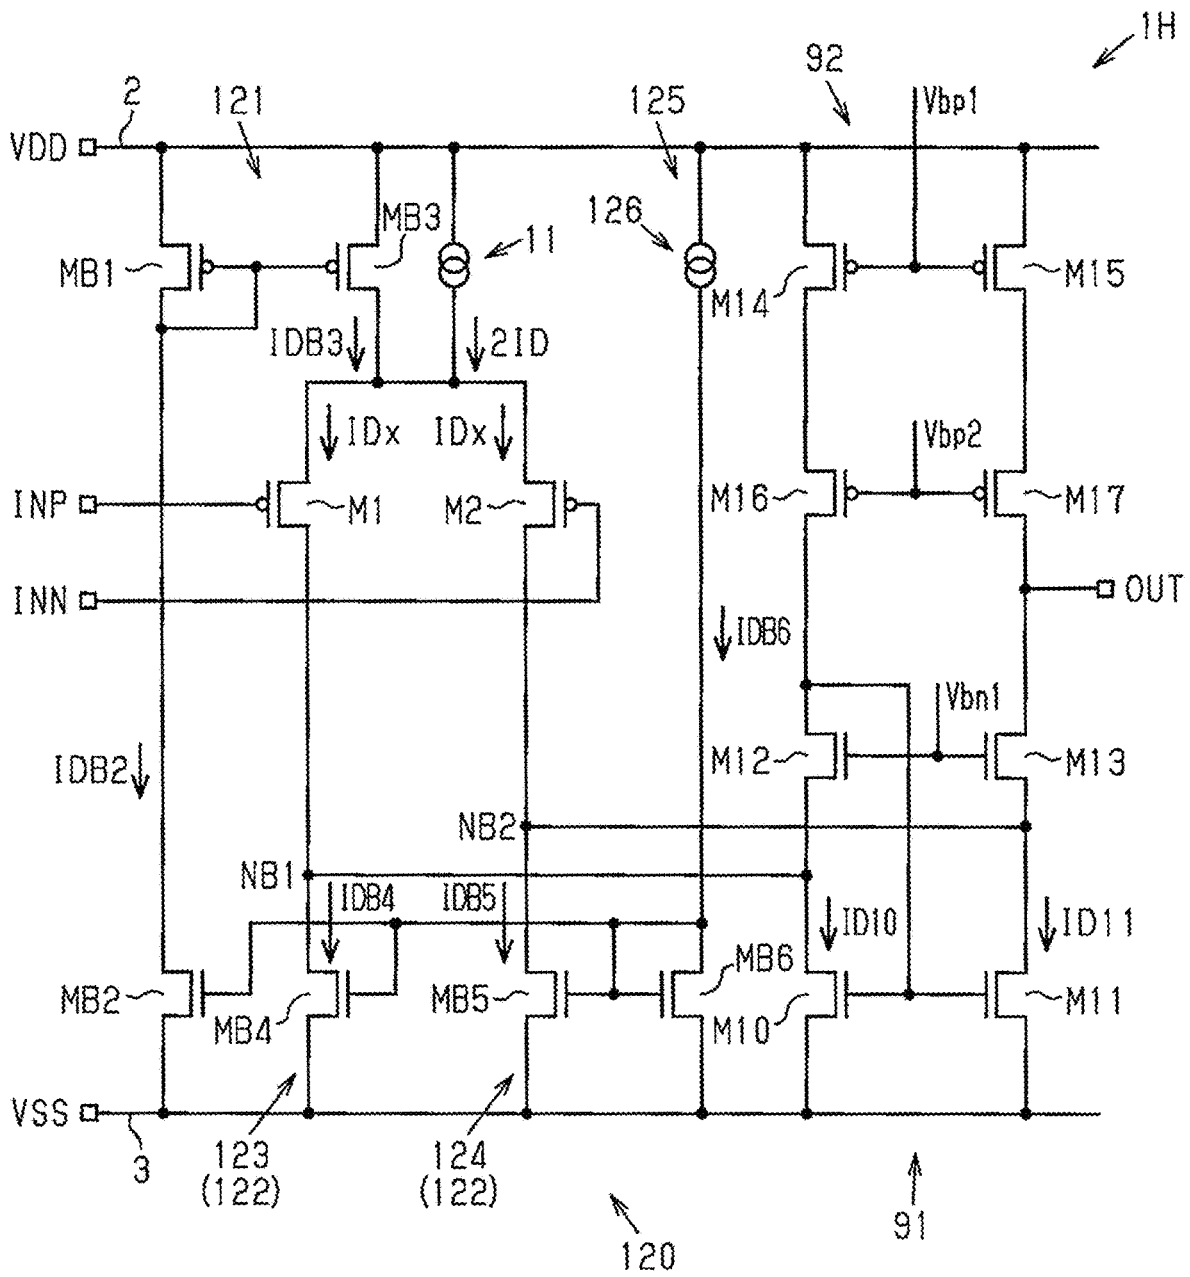 1H
92
2
121
125
Vbp1
VDD
126
MB3
11
MB1
M14
M15
IDB3
2ID
IDx
IDx
Vbp2
INP
M1
M2
M16
M17
INN
OUT
IDB6
Vbn1
IDB2
M12
M13
NB2
NB1
IDB4
IDB5
ID10
ID11
MB6
MB2
MB4
MB5
M10
M11
VSS
3
123
(122)
124
(122)
91
120